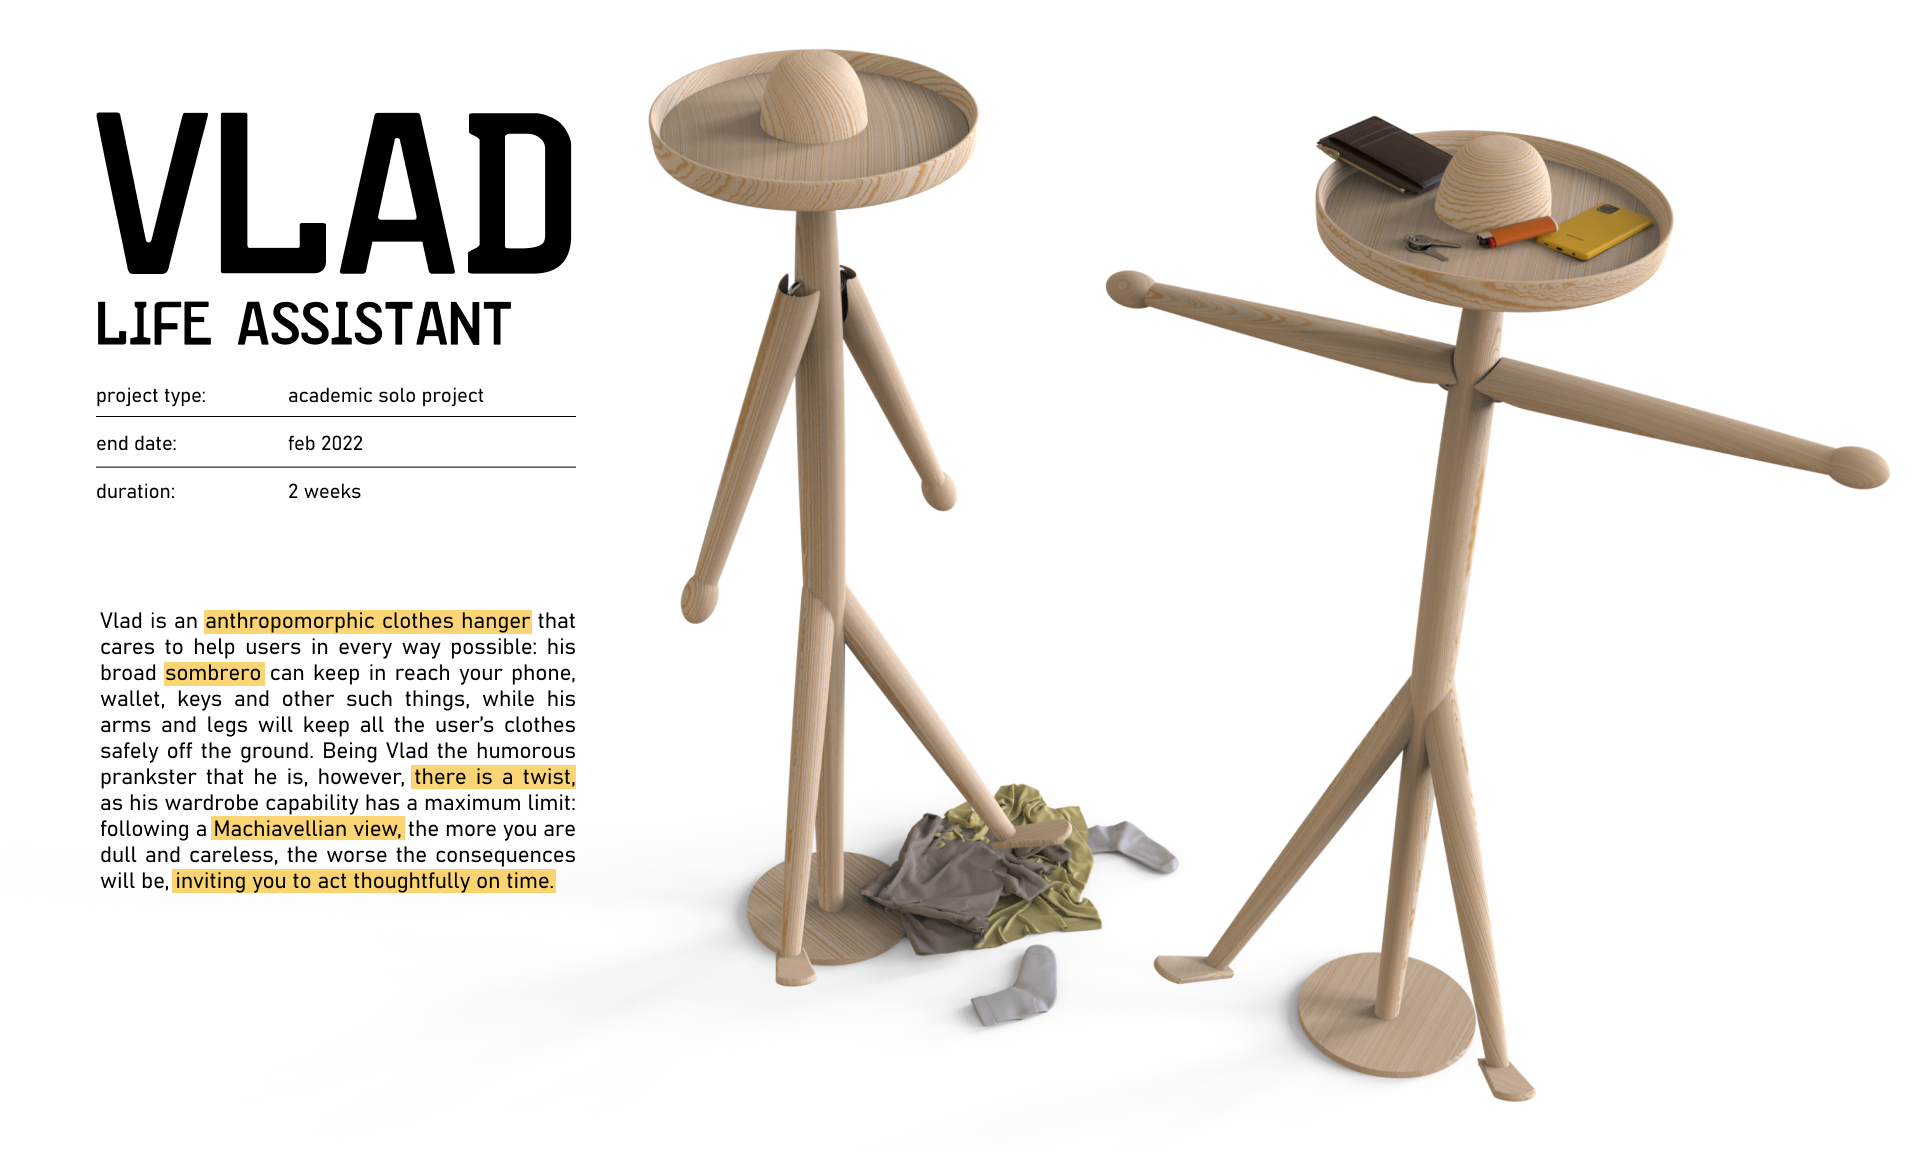 VLAD
LIFE ASSISTANT
project type: academic solo project
end date: feb 2022
duration: 2 weeks
Vlad is an anthropomorphic clothes hanger that
cares to help users in every way possible: his
broad sombrero can keep in reach your phone,
wallet, keys and other such things, while his
arms and legs will keep all the user’s clothes
safely off the ground. Being Vlad the humorous
prankster that he is, however, there is a twist,
as his wardrobe capability has a maximum limit:
following a Machiavellian view, the more you are
dull and careless, the worse the consequences
will be, inviting you to act thoughtfully on time.